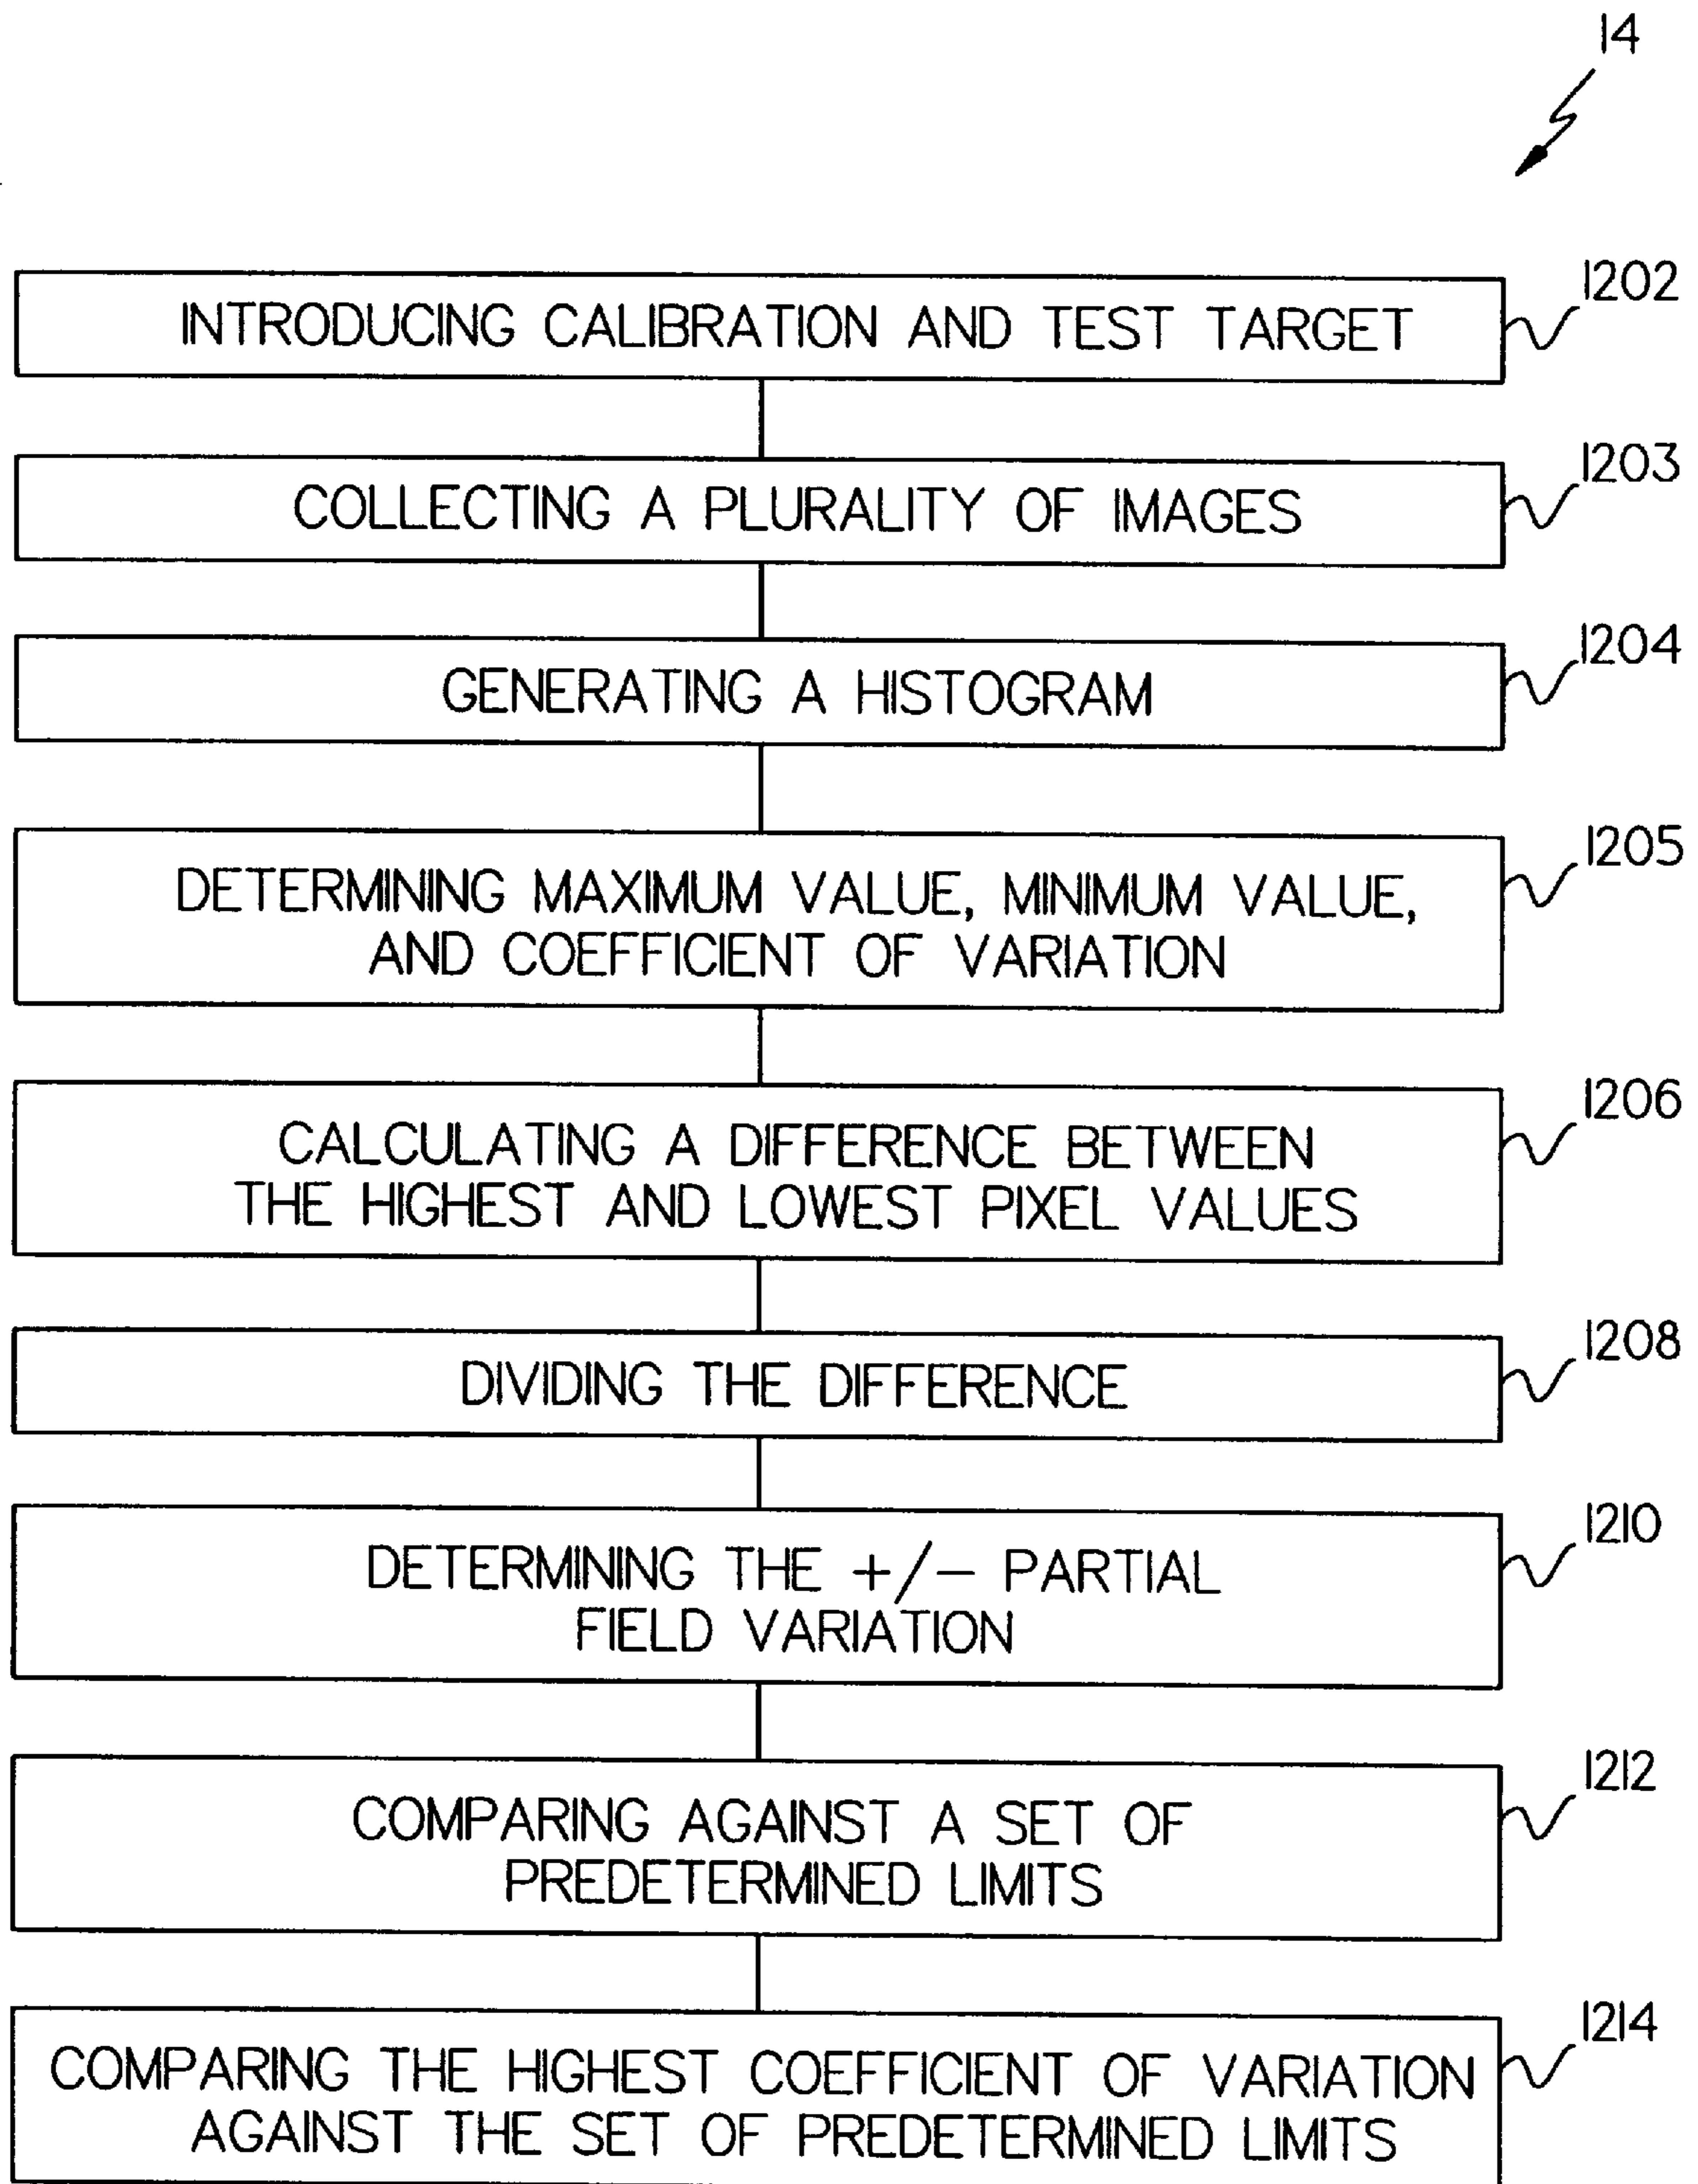 14
INTRODUCING CALIBRATION AND TEST TARGET
1202
COLLECTING A PLURALITY OF IMAGES
1203
GENERATING A HISTOGRAM
1204
DETERMINING MAXIMUM VALUE, MINIMUM VALUE,
AND COEFFICIENT OF VARIATION
1205
CALCULATING A DIFFERENCE BETWEEN
THE HIGHEST AND LOWEST PIXEL VALUES
1206
DIVIDING THE DIFFERENCE
1208
DETERMINING THE +/− PARTIAL
FIELD VARIATION
1210
COMPARING AGAINST A SET OF
PREDETERMINED LIMITS
1212
COMPARING THE HIGHEST COEFFICIENT OF VARIATION
AGAINST THE SET OF PREDETERMINED LIMITS
1214